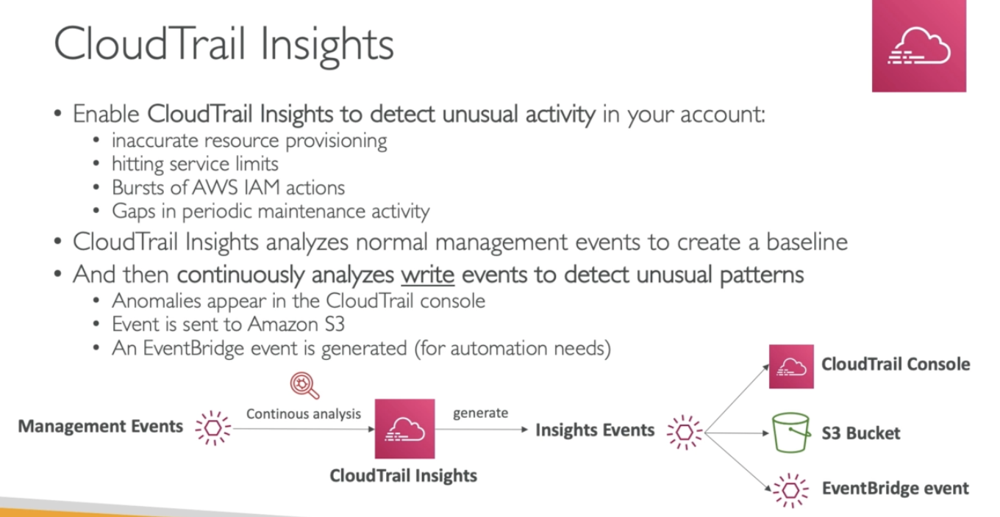 CloudTrail Insights
• Enable CloudTrail Insights to detect unusual activity in your account:
• inaccurate resource provisioning
• hitting service limits
• Bursts of AWS IAM actions
• Gaps in periodic maintenance activity
• CloudTrail Insights analyzes normal management events to create a baseline
• And then continuously analyzes write events to detect unusual patterns
• Anomalies appear in the CloudTrail console
• Event is sent to Amazon S3
• An EventBridge event is generated (for automation needs)
Management Events
Continous analysis
CloudTrail Insights
generate
Insights Events
CloudTrail Console
S3 Bucket
EventBridge event